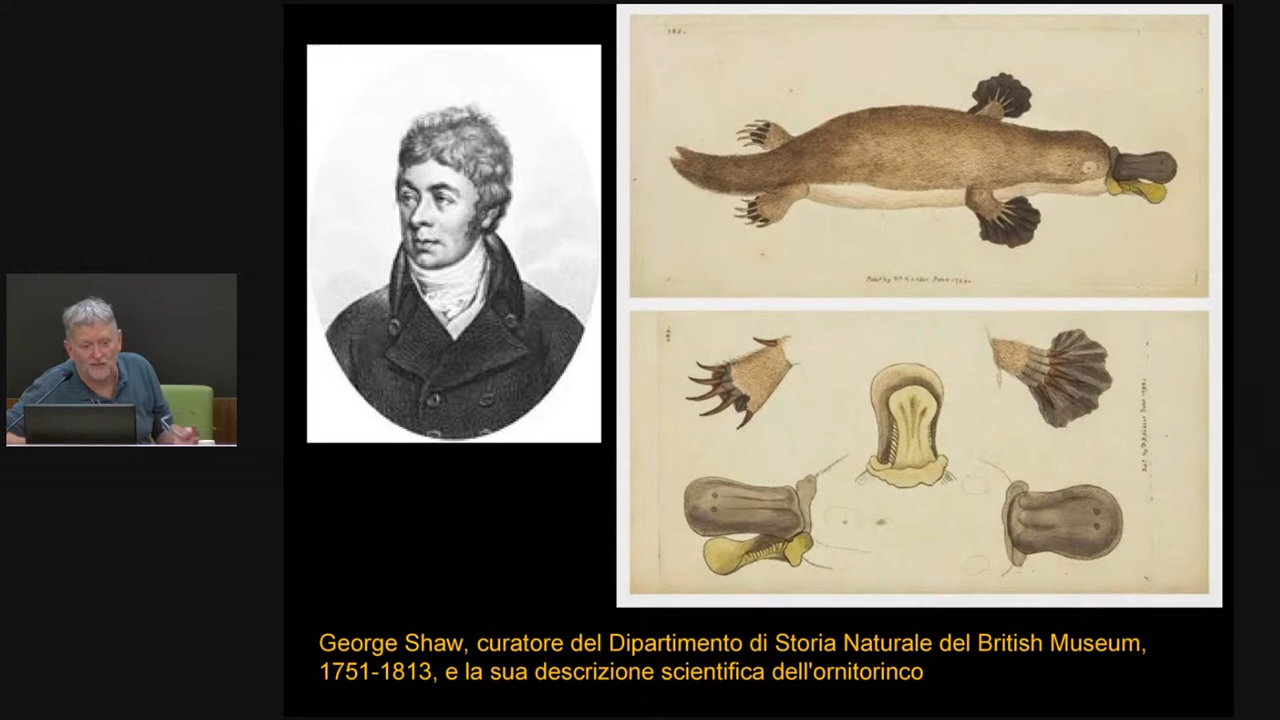 George Shaw, curatore del Dipartimento di Storia Naturale del British Museum,
1751-1813, e la sua descrizione scientifica dell'ornitorinco